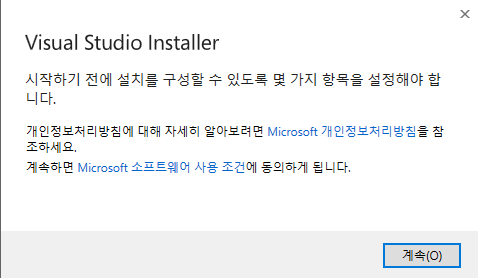 Visual Studio Installer
시작하기 전에 설치를 구성할 수 있도록 몇 가지 항목을 설정해야 합
니다.
개인정보처리방침에 대해 자세히 알아보려면 Microsoft 개인정보처리방침을 참
조하세요.
계속하면 Microsoft 소프트웨어 사용 조건에 동의하게 됩니다.
계속(O)